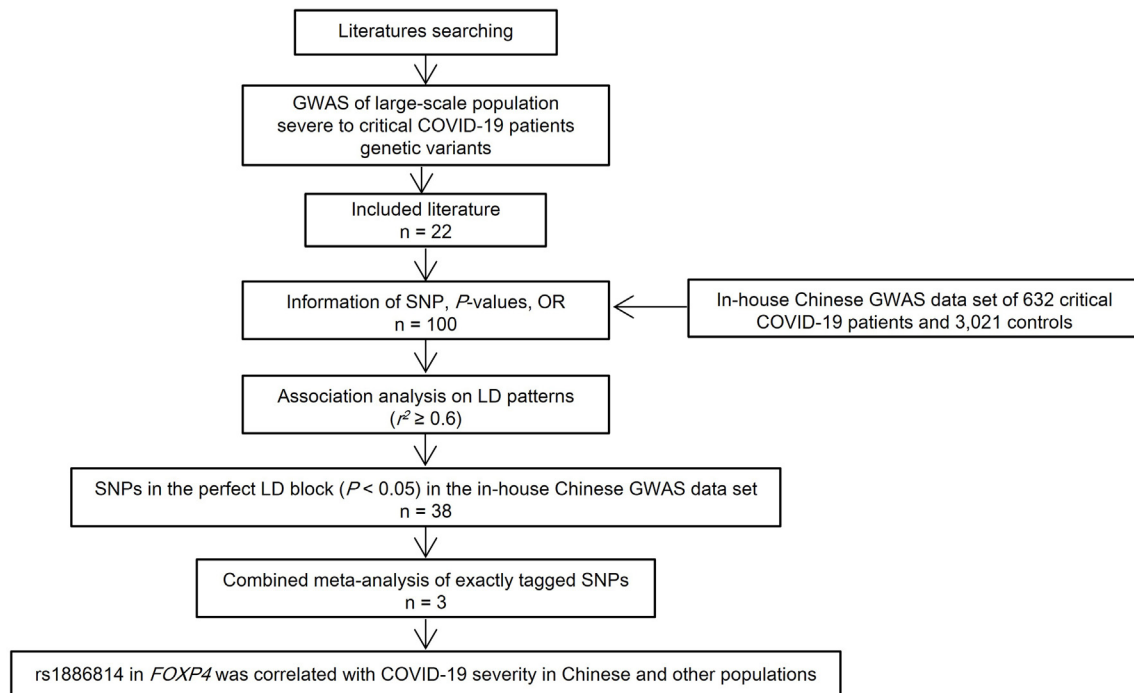 Literatures searching
GWAS of large-scale population
severe to critical COVID-19 patients
genetic variants
Included literature
n = 22
Information of SNP, P-values, OR
n = 100
In-house Chinese GWAS data set of 632 critical
COVID-19 patients and 3,021 controls
Association analysis on LD patterns
(r² ≥ 0.6)
SNPs in the perfect LD block (P < 0.05) in the in-house Chinese GWAS data set
n = 38
Combined meta-analysis of exactly tagged SNPs
n = 3
rs1886814 in FOXP4 was correlated with COVID-19 severity in Chinese and other populations